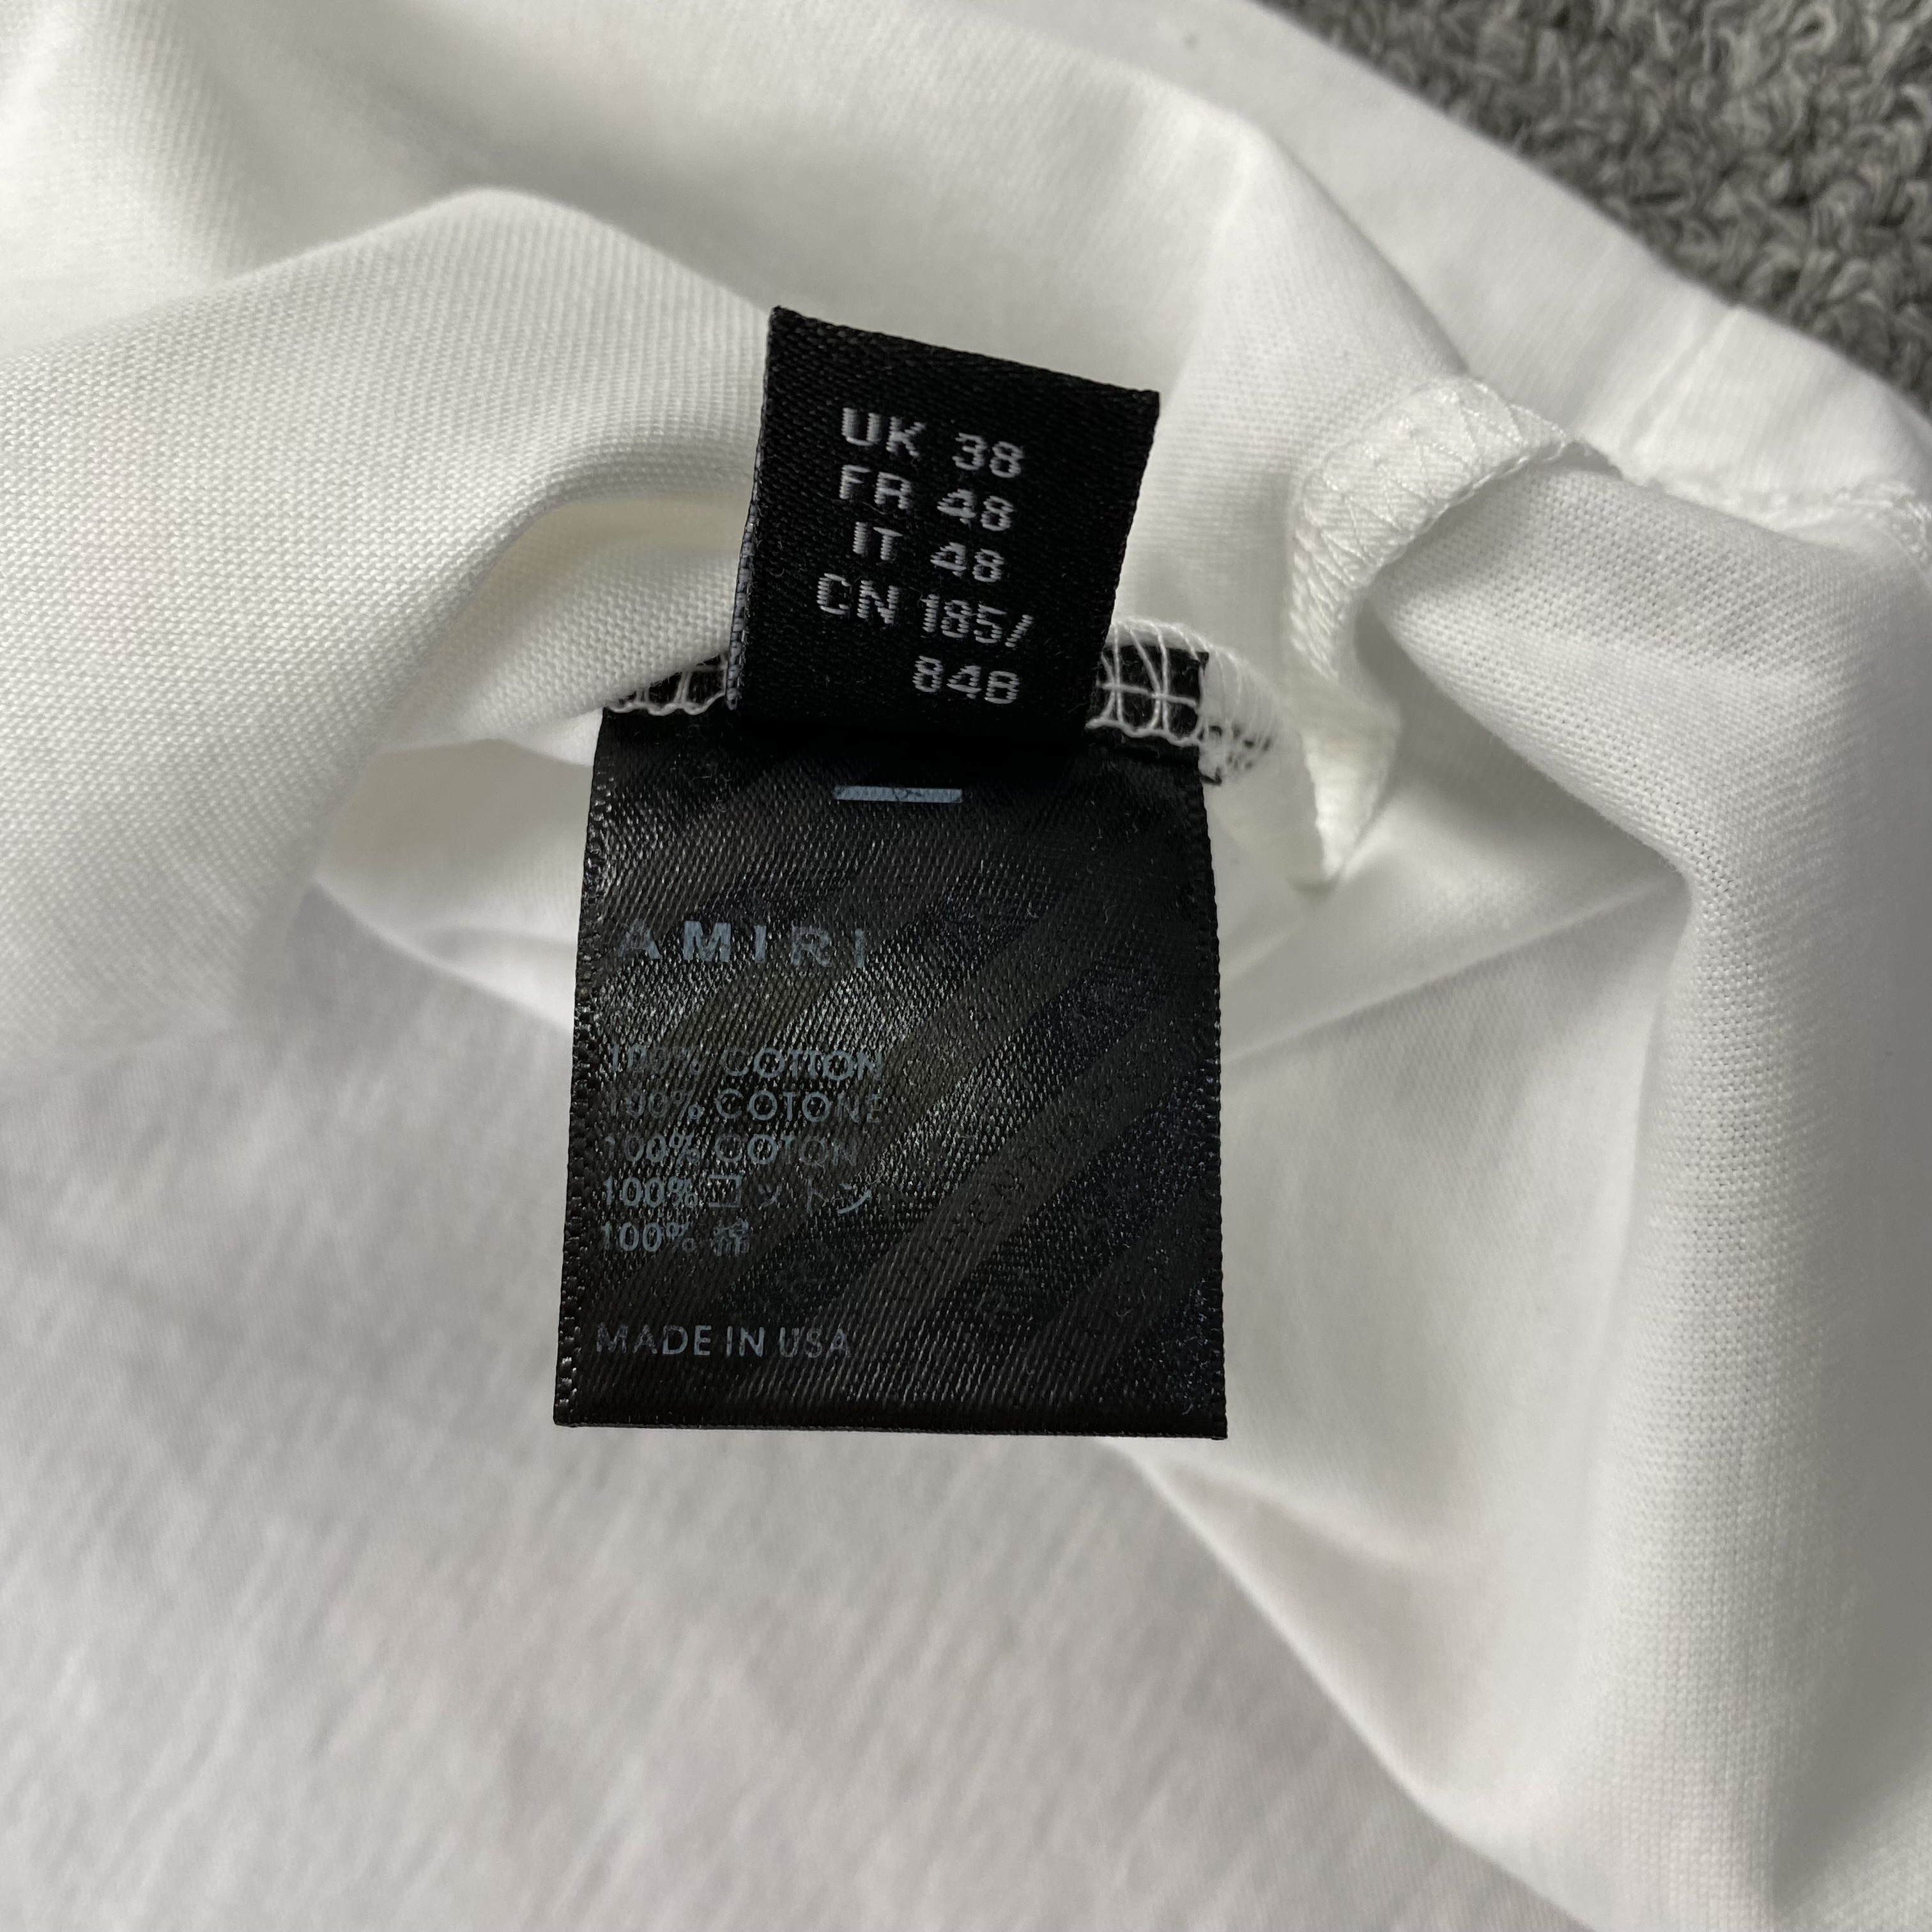 UK 38
FR 48
IT 48
CN 185/
84B
AMIRI
100% COTTON
100% COTONE
100% COTON
100%コットン
100% 綿
MADE IN USA